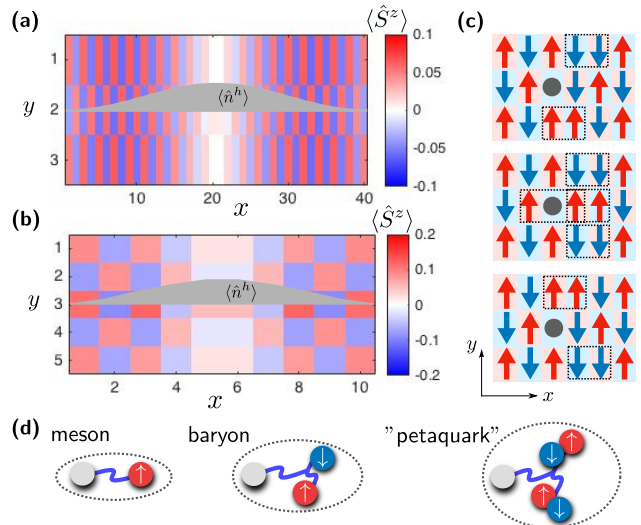 (a)
⟨Ŝᶻ⟩
0.1
0.05
0
-0.05
-0.1
y
1
2
3
⟨n̂ʰ⟩
10
20
30
40
x
(b)
⟨Ŝᶻ⟩
0.2
0.1
0
-0.1
-0.2
y
1
2
3
4
5
⟨n̂ʰ⟩
2
4
6
8
10
x
(c)
y
x
(d)
meson
baryon
"petaquark"
↑
↓
↑
↓
↑
↑
↓